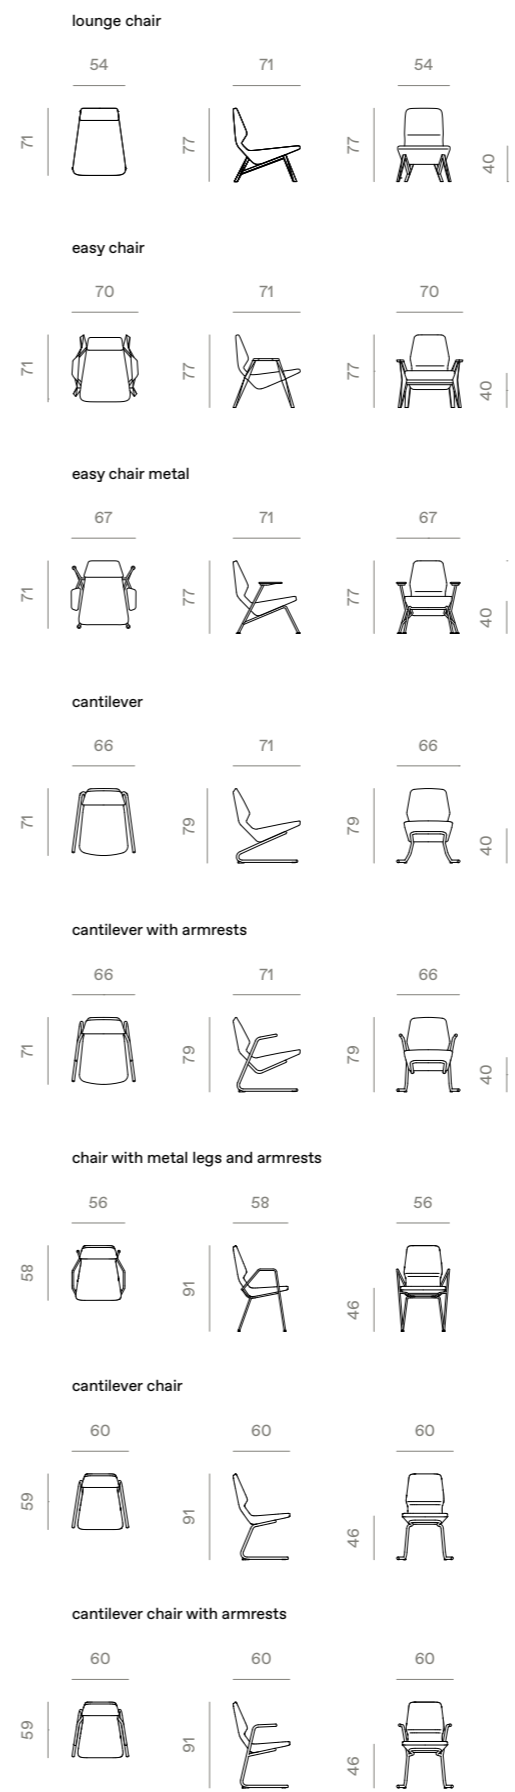 lounge chair
54 71 54
71 77 77 40
easy chair
70 71 70
71 77 77 40
easy chair metal
67 71 67
71 77 77 40
cantilever
66 71 66
71 79 79 40
cantilever with armrests
66 71 66
71 79 79 40
chair with metal legs and armrests
56 58 56
58 91 46
cantilever chair
60 60 60
59 91 46
cantilever chair with armrests
60 60 60
59 91 46